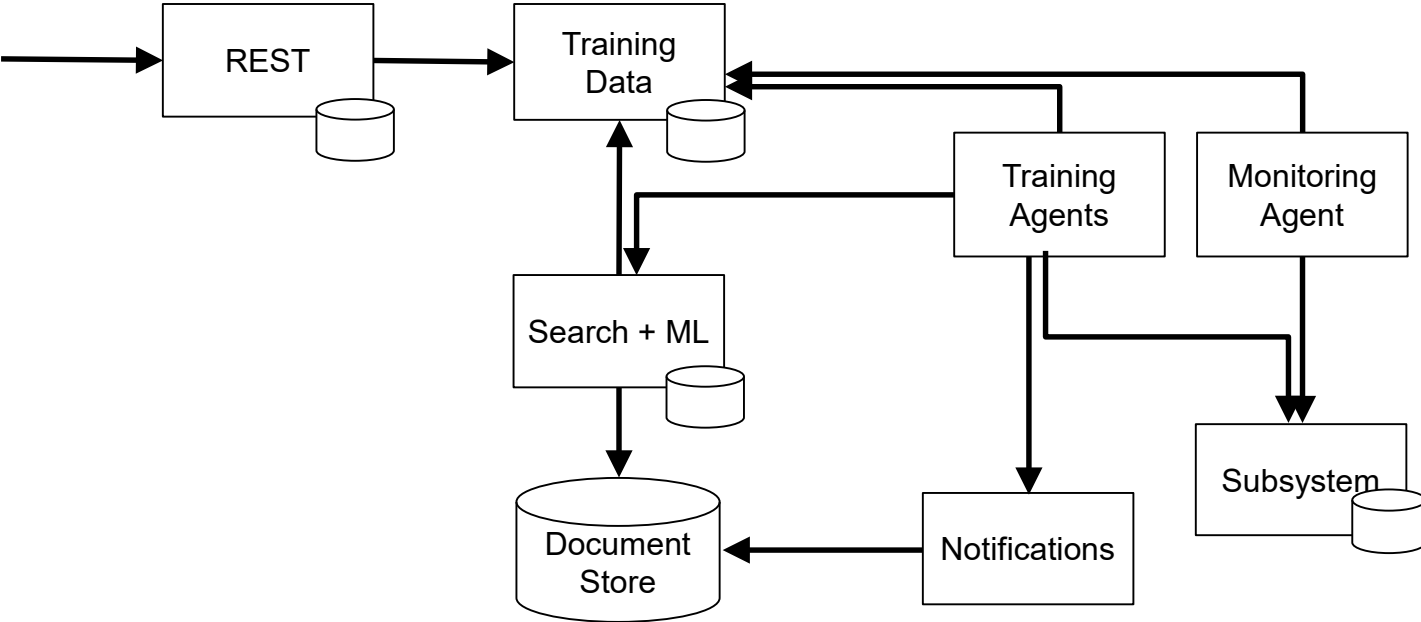 REST
Training
Data
Training
Agents
Monitoring
Agent
Search + ML
Subsystem
Document
Store
Notifications